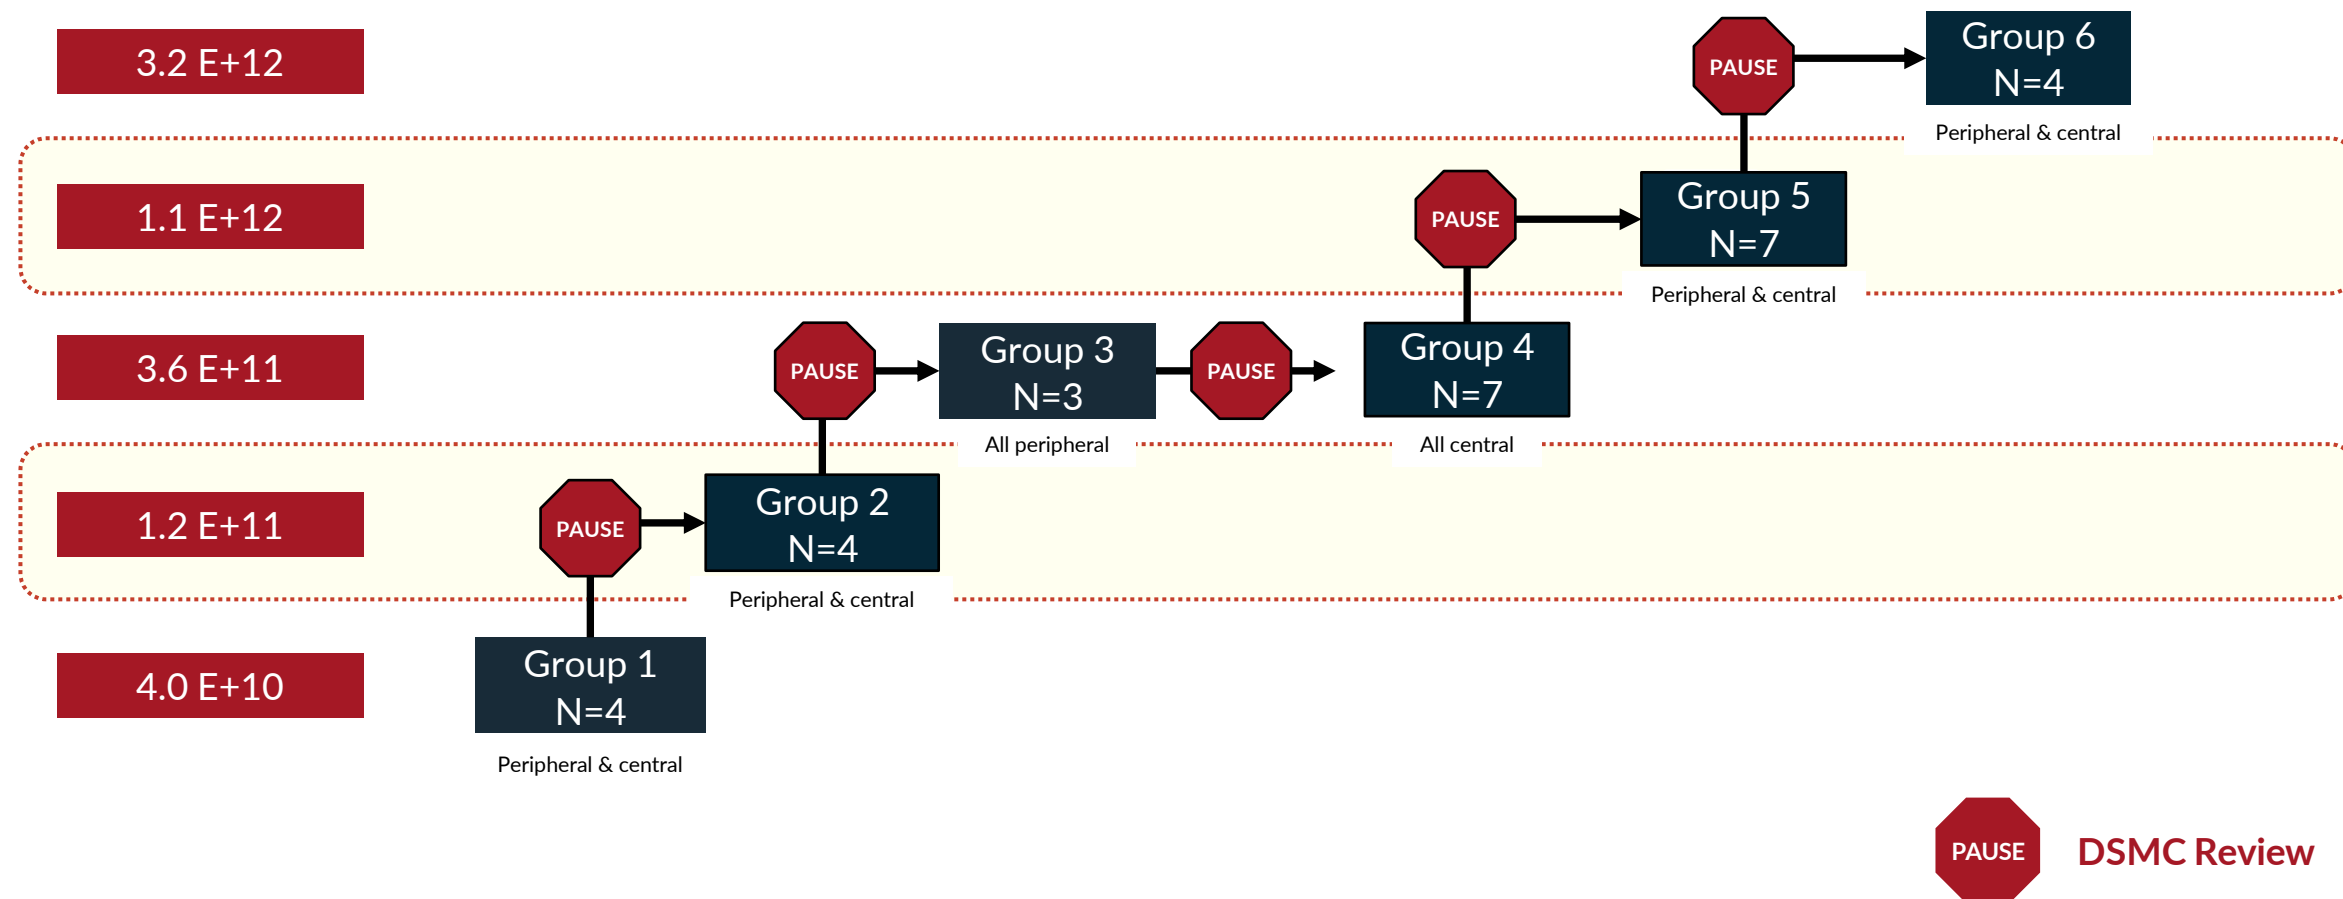 3.2 E+12
PAUSE
Group 6
N=4
Peripheral & central
1.1 E+12
PAUSE
Group 5
N=7
Peripheral & central
3.6 E+11
PAUSE
Group 3
N=3
All peripheral
PAUSE
Group 4
N=7
All central
1.2 E+11
PAUSE
Group 2
N=4
Peripheral & central
4.0 E+10
Group 1
N=4
Peripheral & central
PAUSE
DSMC Review